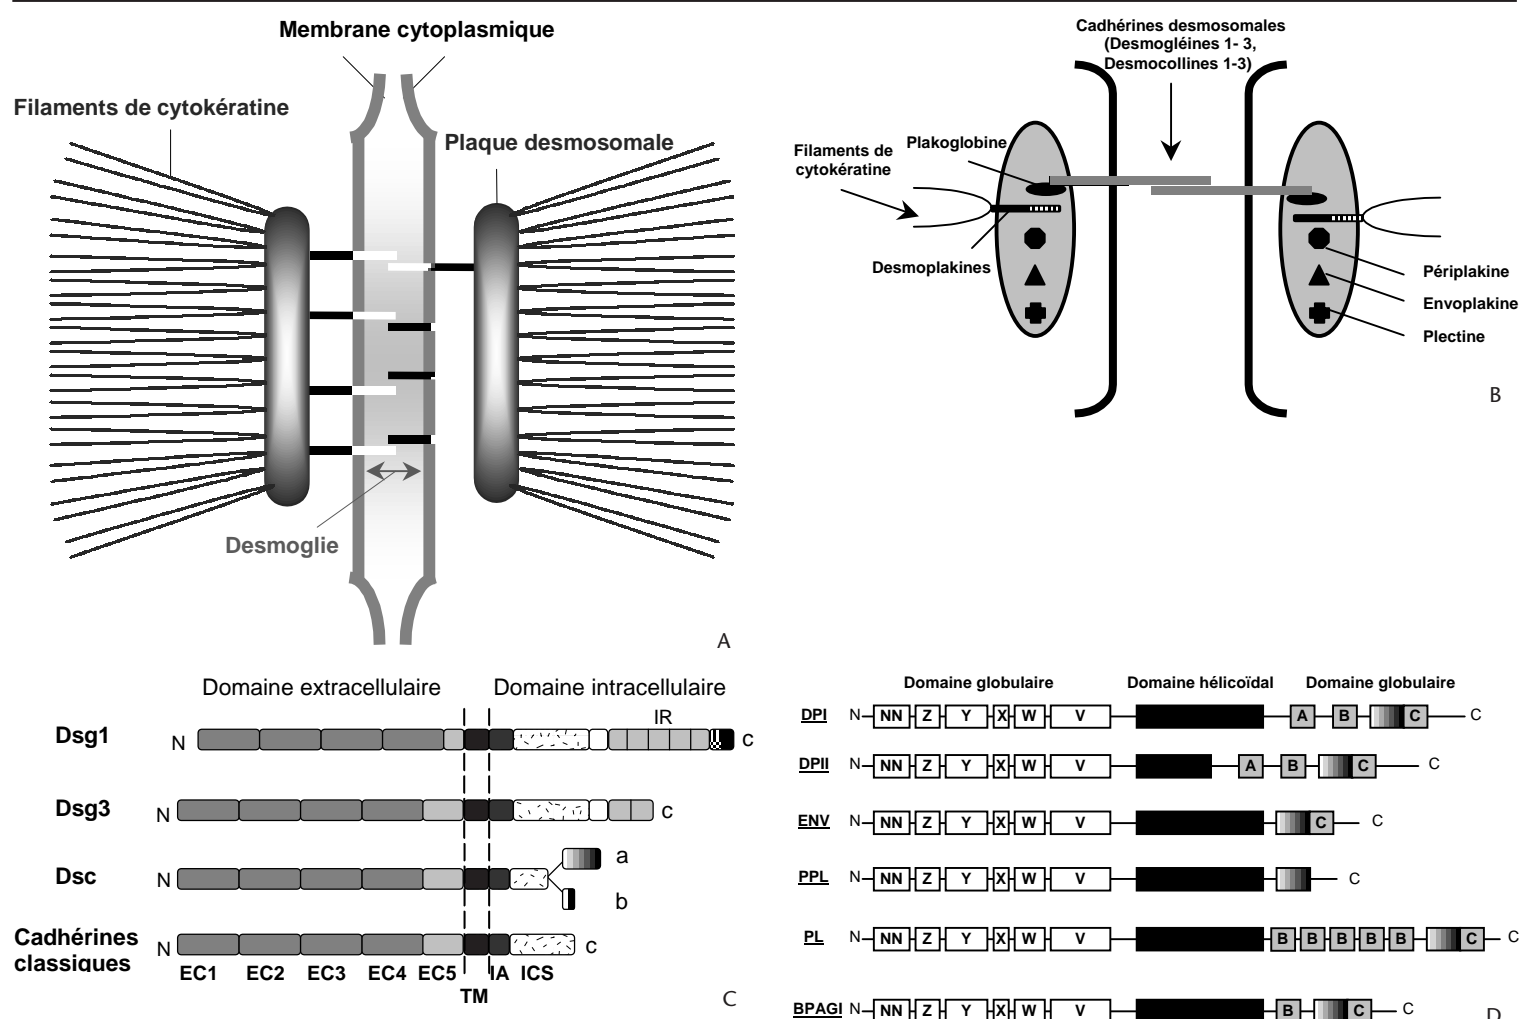 Membrane cytoplasmique
Filaments de cytokératine
Plaque desmosomale
Desmoglie
A
Cadhérines desmosomales
(Desmogléines 1- 3,
Desmocollines 1-3)
Plakoglobine
Filaments de
cytokératine
Desmoplakines
Périplakine
Envoplakine
Plectine
B
Domaine extracellulaire Domaine intracellulaire
IR
Dsg1 N c
Dsg3 N c
a
Dsc N
b
Cadhérines
classiques N c
EC1 EC2 EC3 EC4 EC5 IA ICS
TM
C
Domaine globulaire Domaine hélicoïdal Domaine globulaire
DPI N NN Z Y X W V A B C C
DPII N NN Z Y X W V A B C C
ENV N NN Z Y X W V C C
PPL N NN Z Y X W V C
PL N NN Z Y X W V B B B B B C C
BPAGI N NN Z Y X W V B C C
D